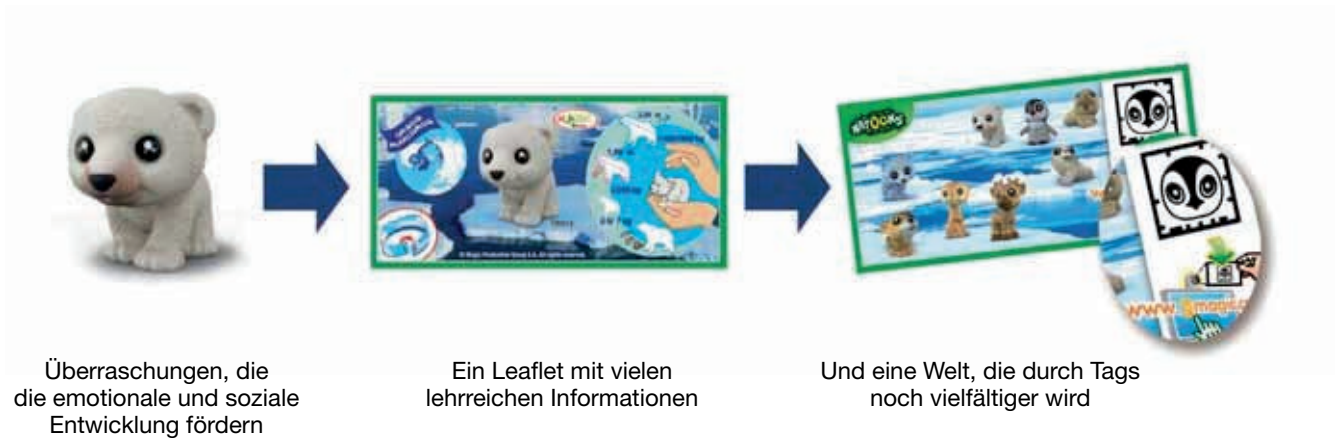 NATOONS
Überraschungen, die
die emotionale und soziale
Entwicklung fördern
Ein Leaflet mit vielen
lehrreichen Informationen
Und eine Welt, die durch Tags
noch vielfältiger wird